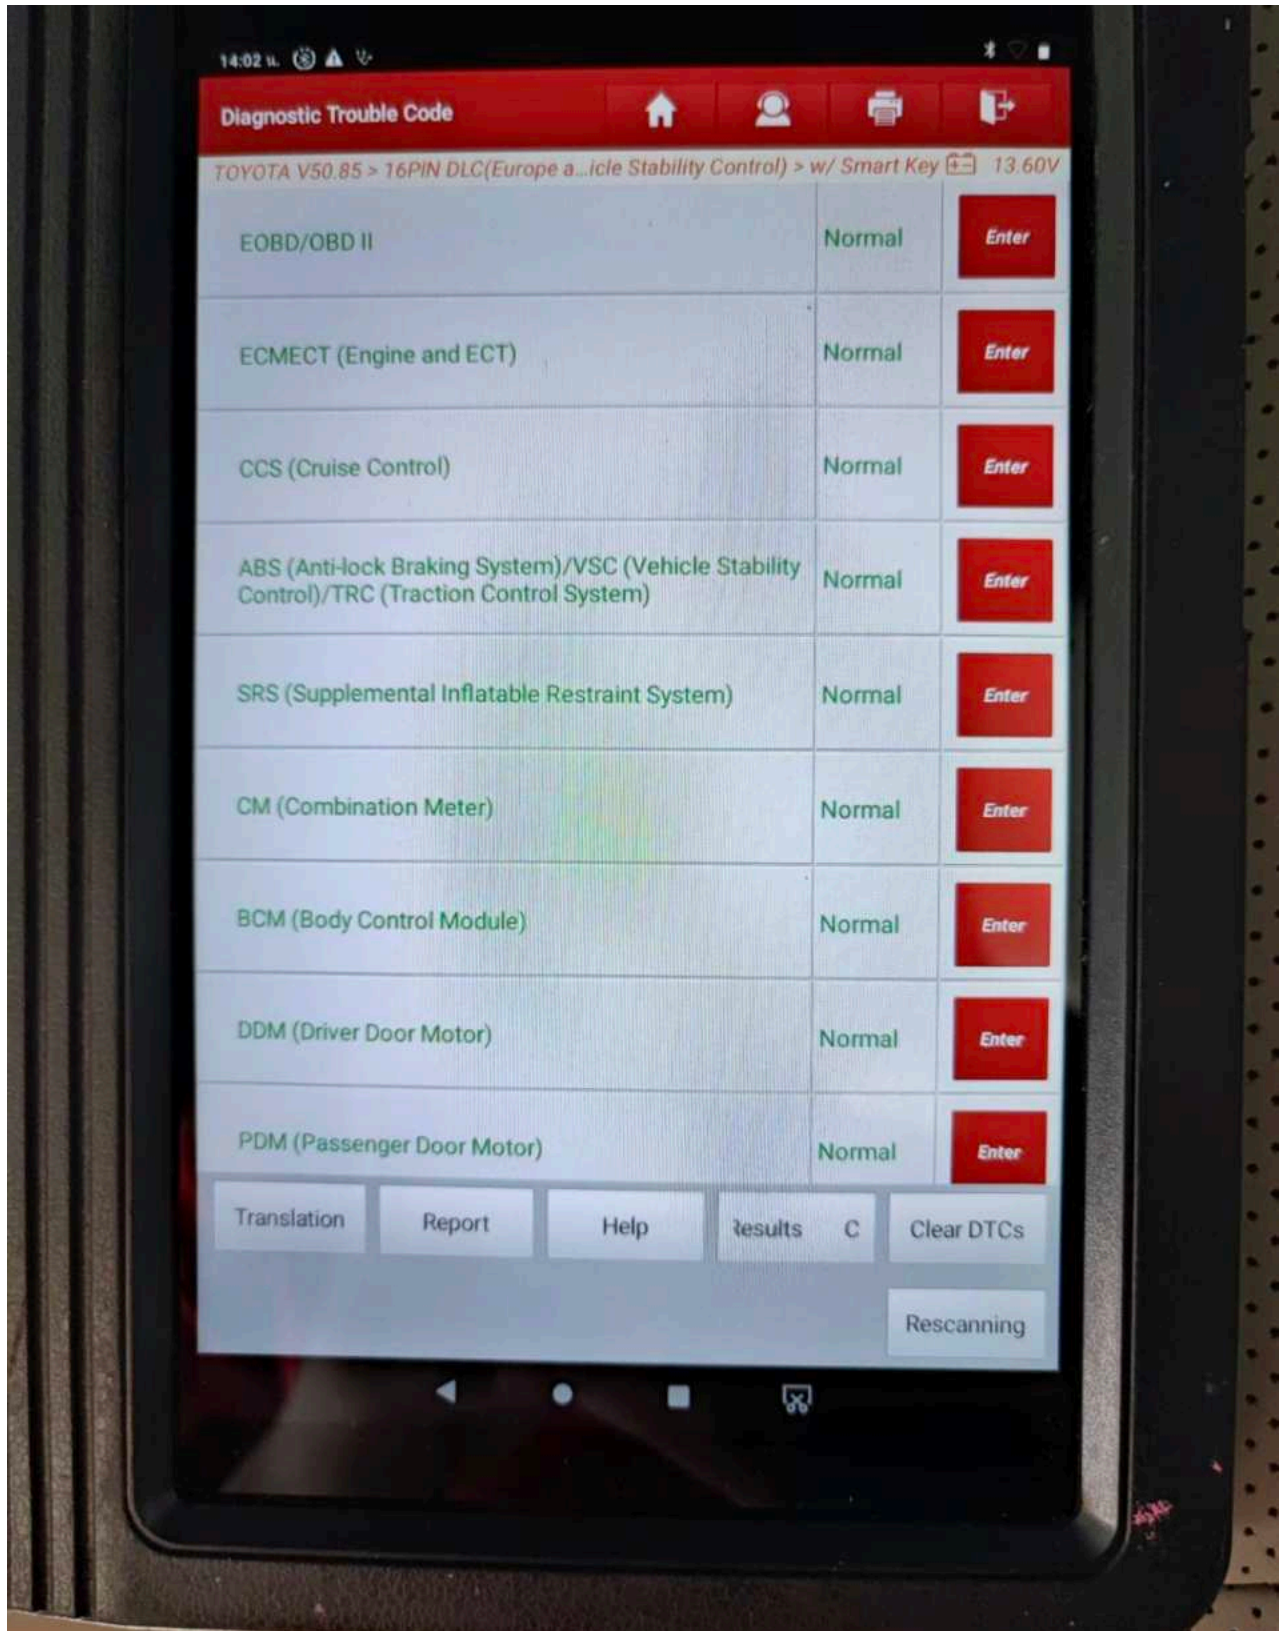 14:02 น.
Diagnostic Trouble Code
TOYOTA V50.85 > 16PIN DLC(Europe a...icle Stability Control) > w/ Smart Key 13.60V
EOBD/OBD II Normal Enter
ECMECT (Engine and ECT) Normal Enter
CCS (Cruise Control) Normal Enter
ABS (Anti-lock Braking System)/VSC (Vehicle Stability
Control)/TRC (Traction Control System) Normal Enter
SRS (Supplemental Inflatable Restraint System) Normal Enter
CM (Combination Meter) Normal Enter
BCM (Body Control Module) Normal Enter
DDM (Driver Door Motor) Normal Enter
PDM (Passenger Door Motor) Normal Enter
Translation Report Help Results C Clear DTCs
Rescanning